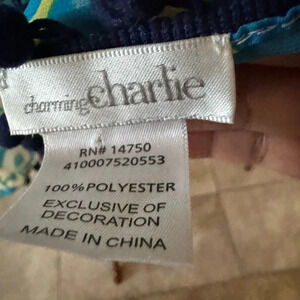 charming charlie
RN# 14750
410007520553
100% POLYESTER
EXCLUSIVE OF
DECORATION
MADE IN CHINA